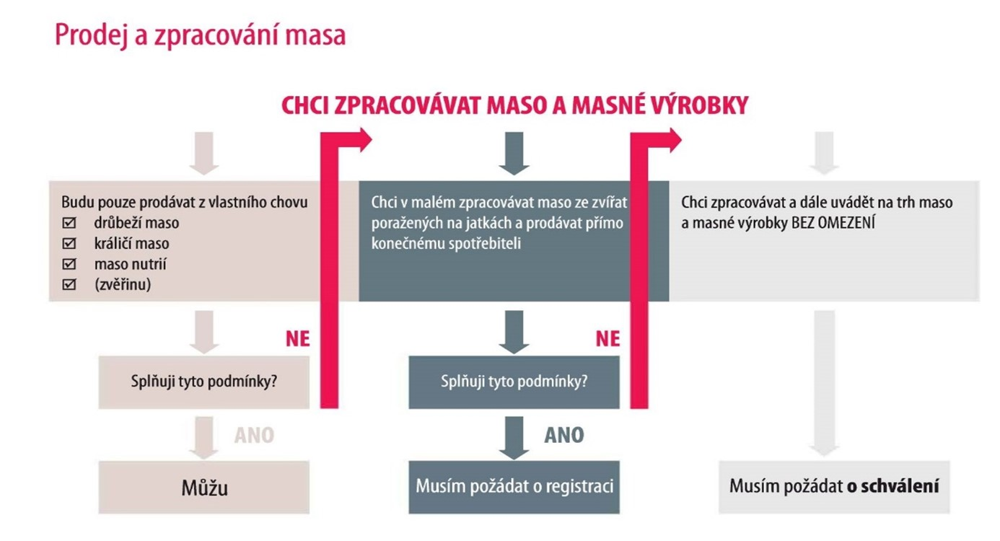 Prodej a zpracování masa
CHCI ZPRACOVÁVAT MASO A MASNÉ VÝROBKY
Budu pouze prodávat z vlastního chovu
☑ drůbeží maso
☑ králičí maso
☑ maso nutrií
☑ (zvěřinu)
Chci v malém zpracovávat maso ze zvířat
poražených na jatkách a prodávat přímo
konečnému spotřebiteli
Chci zpracovávat a dále uvádět na trh maso
a masné výrobky BEZ OMEZENÍ
NE
NE
Splňuji tyto podmínky?
Splňuji tyto podmínky?
ANO
ANO
Můžu
Musím požádat o registraci
Musím požádat o schválení